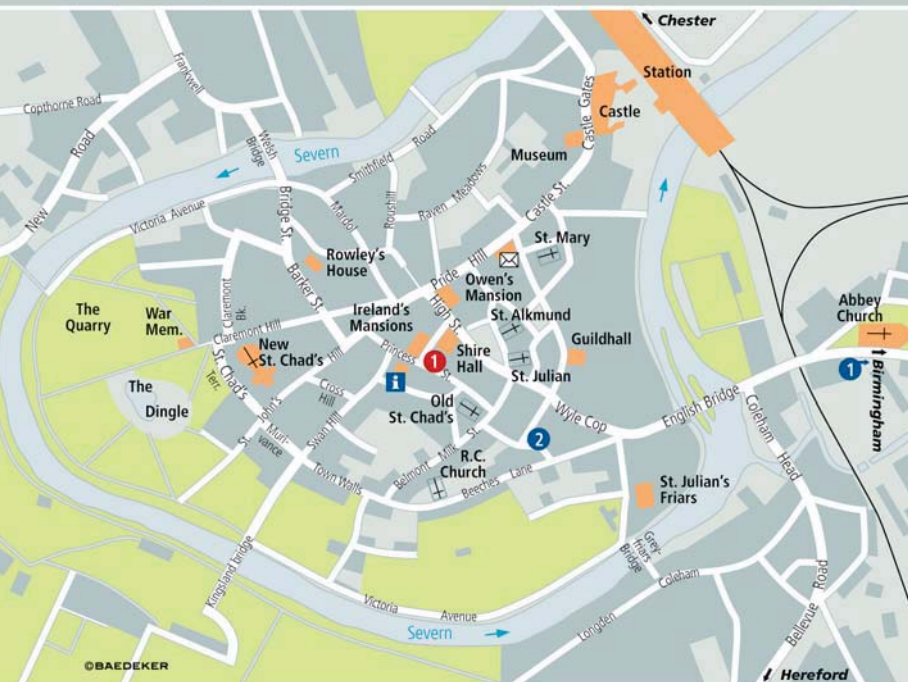 Chester
Station
Castle Gates
Castle
Museum
Castle St.
Frankwell
Copthorne Road
New Road
Welsh
Bridge
Severn
Smithfield Road
Victoria Avenue
Bridge St.
Mardol
Roushill
Raven Meadows
St. Mary
Rowley's
House
Pride Hill
Owen's
Mansion
Barker St.
High St.
Ireland's
Mansions
St. Alkmund
The
Quarry
War
Mem.
Claremont
Bk.
Claremont Hill
New
St. Chad's
Princess St.
1
Shire
Hall
Guildhall
St. Julian
Abbey
Church
1
Birmingham
i
St. Chad's
Terr.
The
Dingle
Cross
Hill
Old
St. Chad's
St. John's Hill
Murivance
Swan Hill
Wyle Cop
English Bridge
2
Town Walls
Belmont
Milk St.
R.C.
Church
Beeches Lane
St. Julian's
Friars
Coleham Head
Grey-
friars
Bridge
Kingsland bridge
Victoria Avenue
Severn
Longden Coleham
Bellevue Road
©BAEDEKER
Hereford